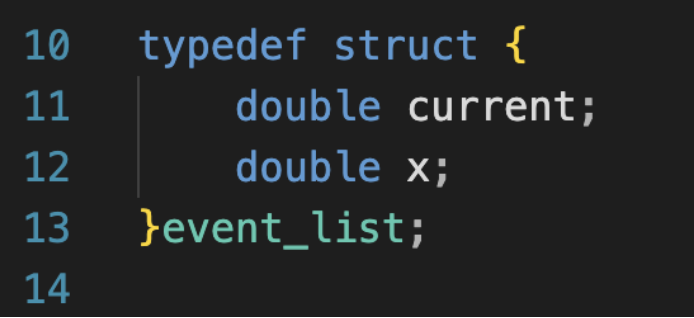 10 typedef struct {
11     double current;
12     double x;
13 }event_list;
14